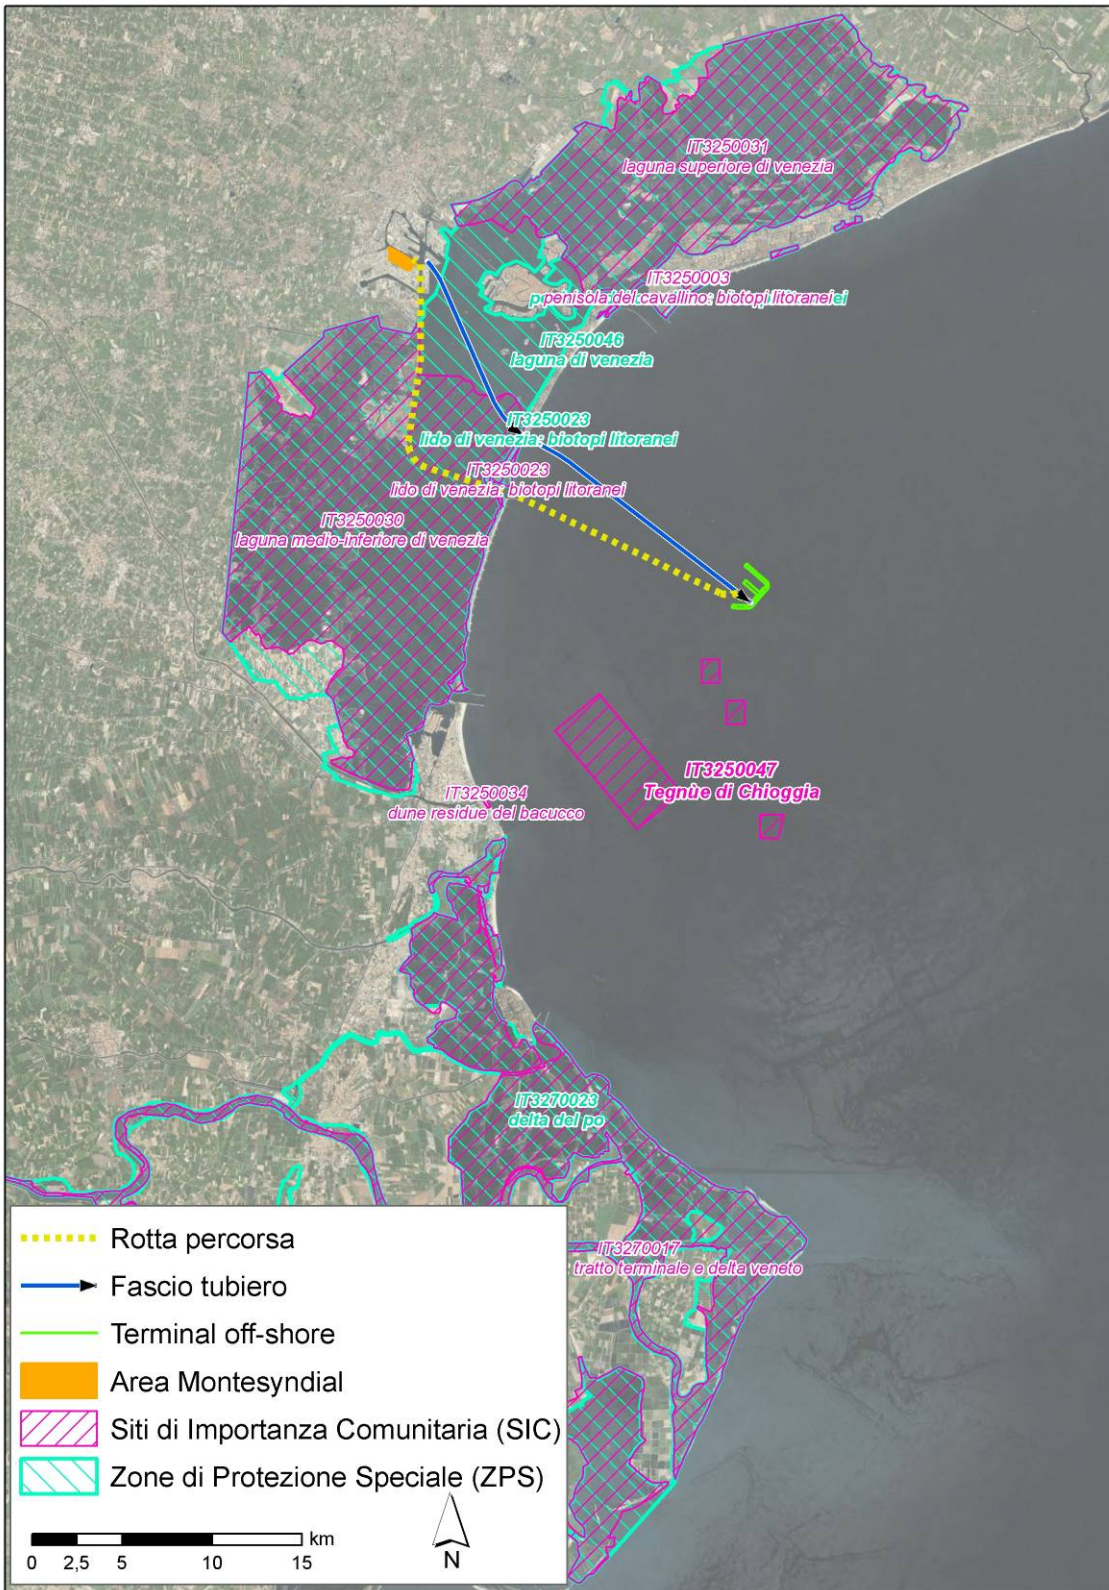 IT3250031
laguna superiore di venezia
IT3250003
penisola del cavallino: biotopi litoranei
IT3250046
laguna di venezia
IT3250023
lido di venezia: biotopi litoranei
IT3250023
lido di venezia: biotopi litoranei
IT3250030
laguna medio-inferiore di venezia
IT3250047
Tegnùe di Chioggia
IT3250034
dune residue del bacucco
IT3270023
delta del po
IT3270017
tratto terminale e delta veneto
Rotta percorsa
Fascio tubiero
Terminal off-shore
Area Montesyndial
Siti di Importanza Comunitaria (SIC)
Zone di Protezione Speciale (ZPS)
km
0 2,5 5 10 15
N